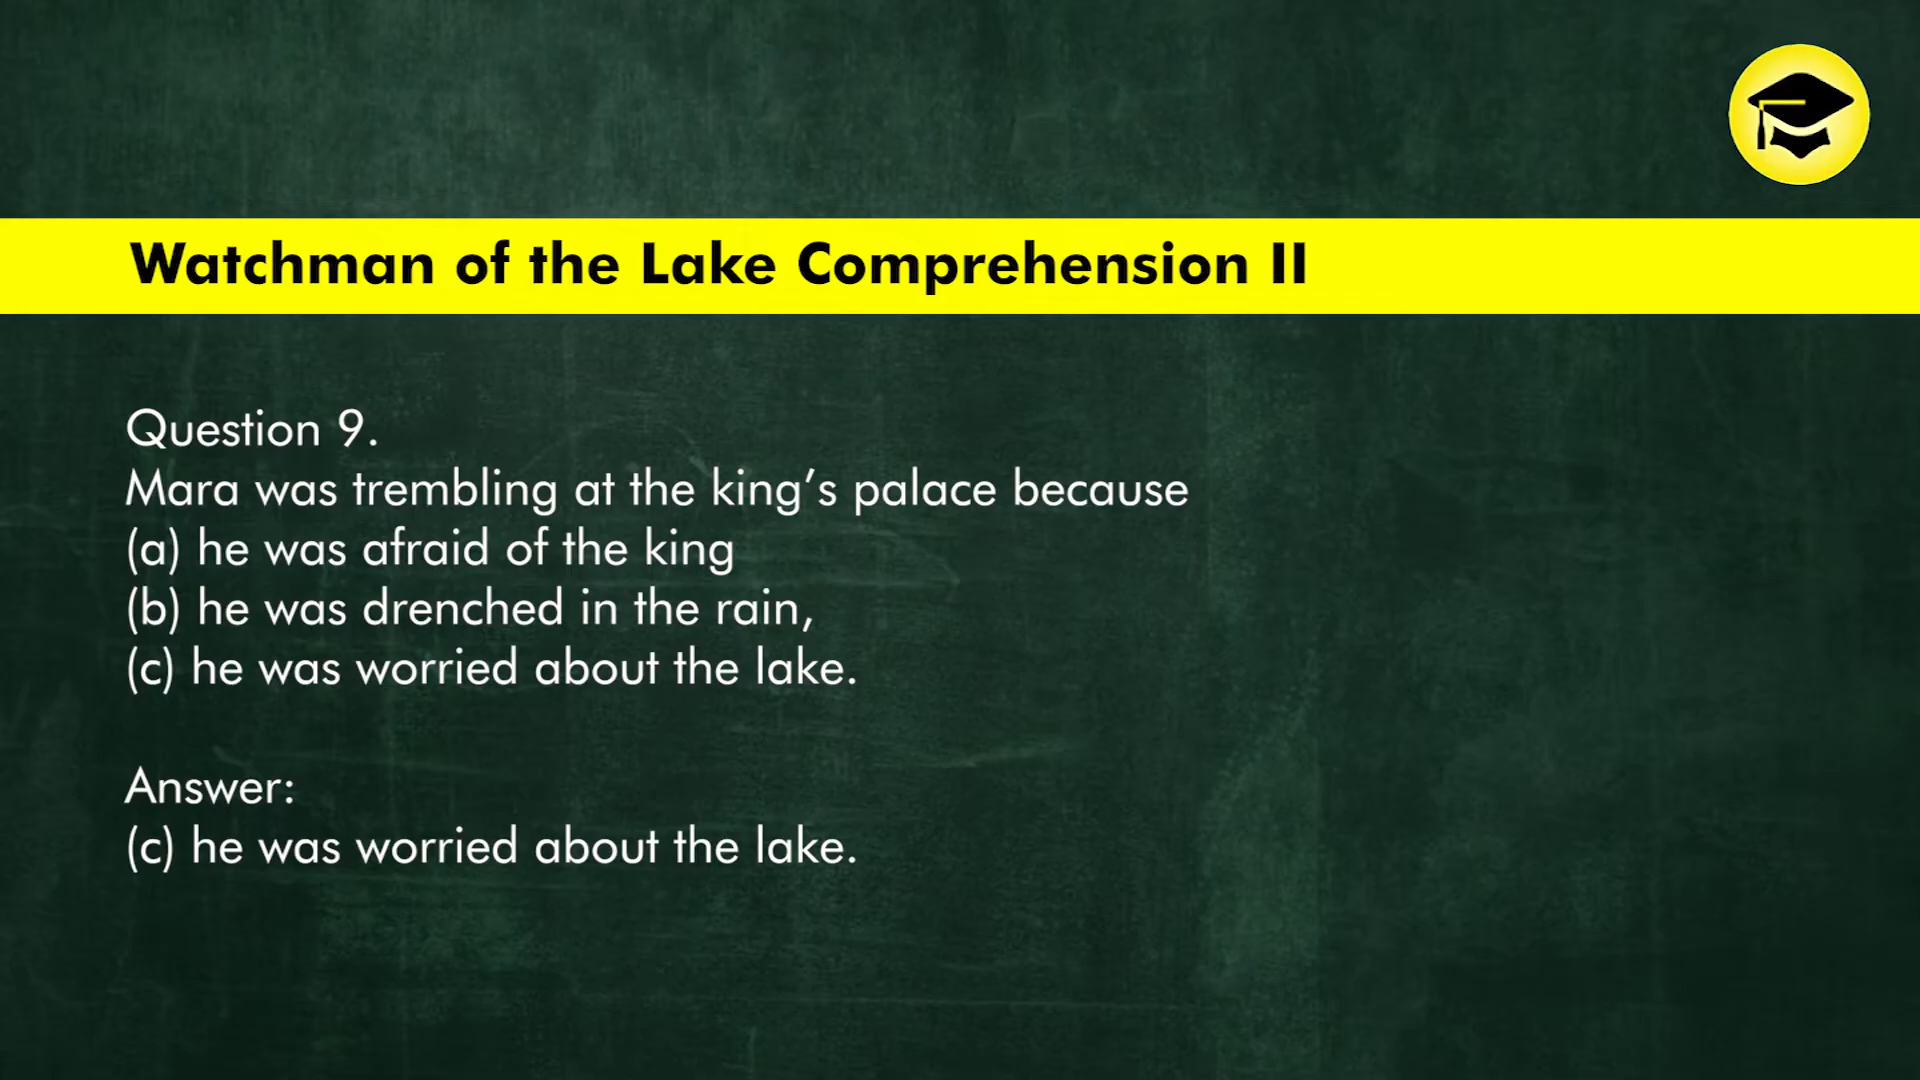 Watchman of the Lake Comprehension II
Question 9.
Mara was trembling at the king’s palace because
(a) he was afraid of the king
(b) he was drenched in the rain,
(c) he was worried about the lake.
Answer:
(c) he was worried about the lake.